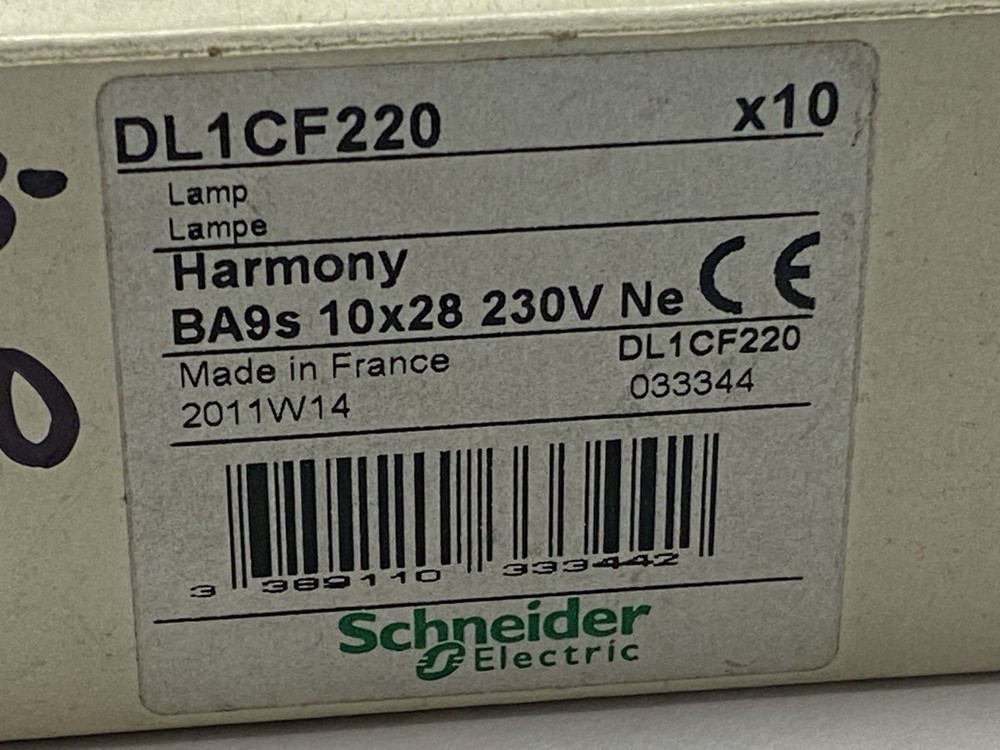 DL1CF220 x10
Lamp
Lampe
Harmony
BA9s 10x28 230V Ne CE
Made in France DL1CF220
2011W14 033344
3 389110 333442
Schneider
Electric